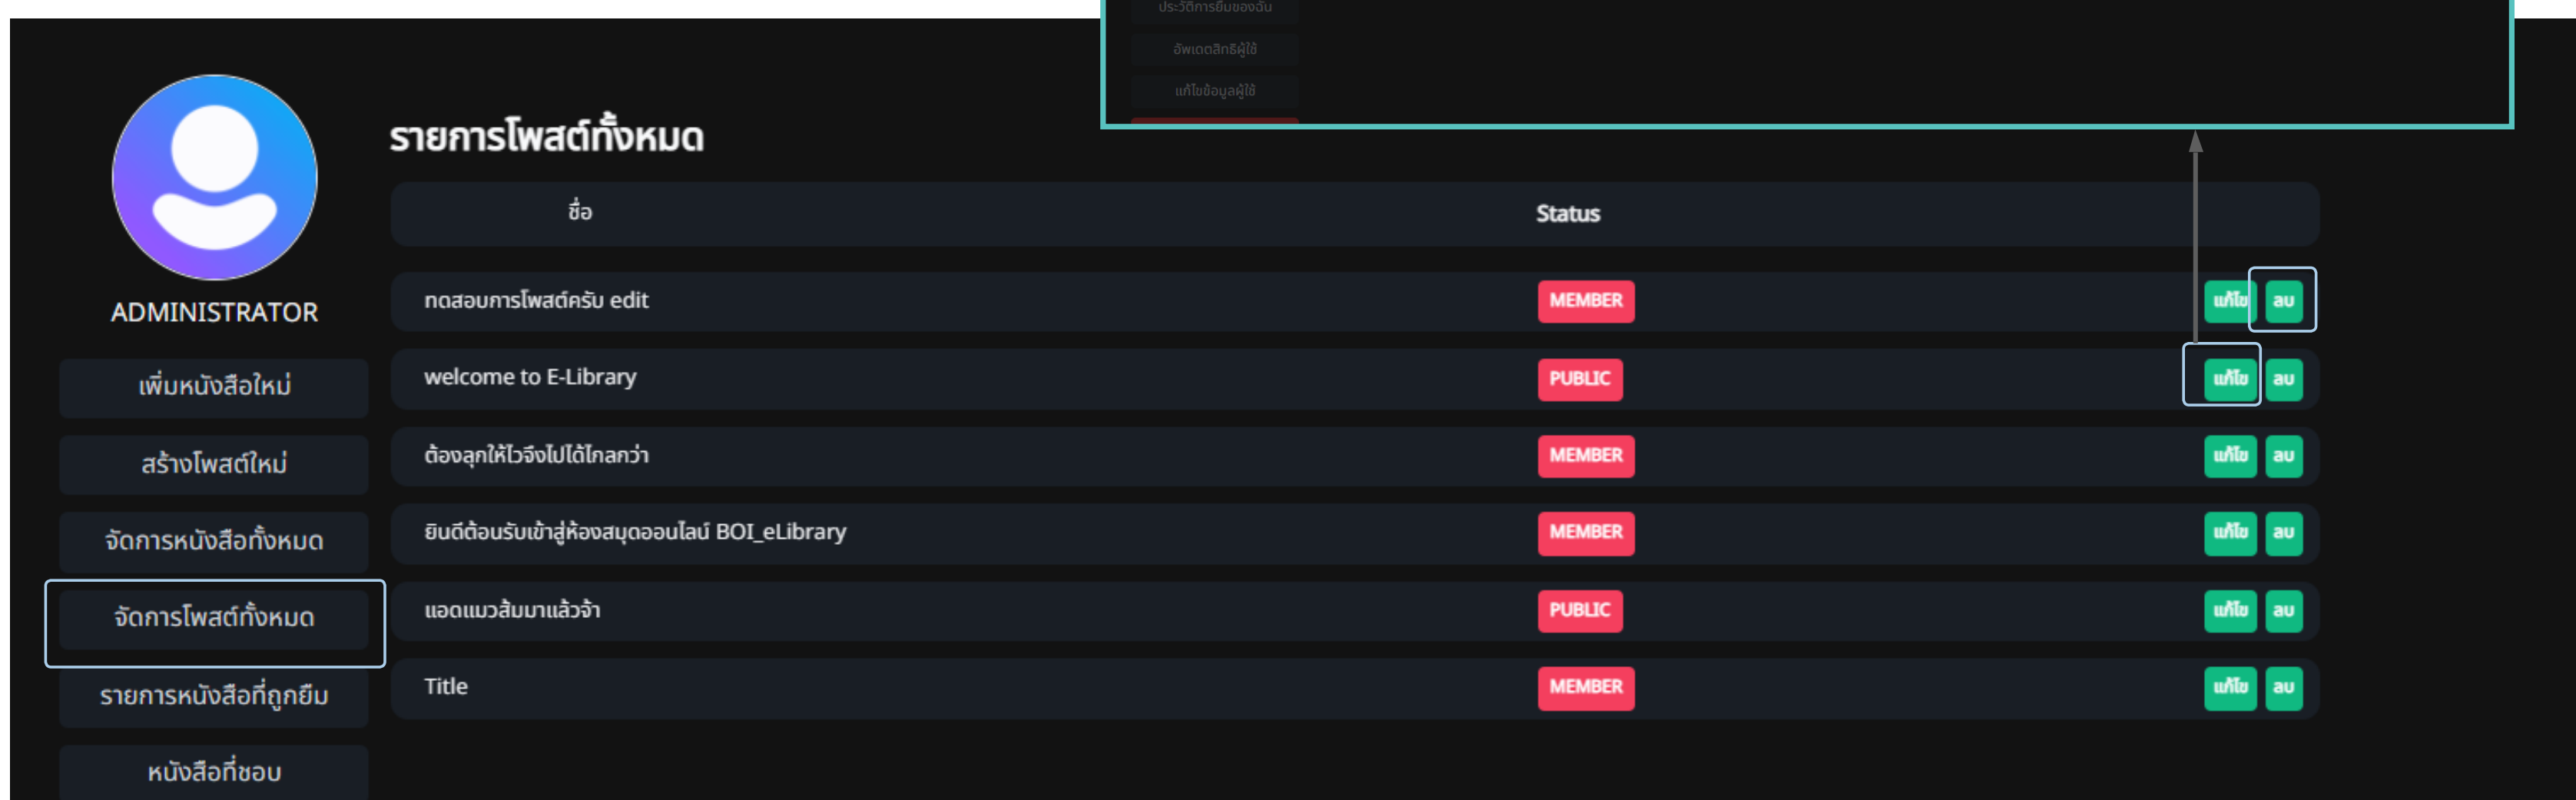 ประวัติการยืมของฉัน
อัพเดตสิทธิผู้ใช้
แก้ไขข้อมูลผู้ใช้
ADMINISTRATOR
เพิ่มหนังสือใหม่
สร้างโพสต์ใหม่
จัดการหนังสือทั้งหมด
จัดการโพสต์ทั้งหมด
รายการหนังสือที่ถูกยืม
หนังสือที่ชอบ
รายการโพสต์ทั้งหมด
ชื่อ Status
ทดสอบการโพสต์ครับ edit MEMBER แก้ไข ลบ
welcome to E-Library PUBLIC แก้ไข ลบ
ต้องลุกให้ไวจึงไปได้ไกลกว่า MEMBER แก้ไข ลบ
ยินดีต้อนรับเข้าสู่ห้องสมุดออนไลน์ BOI_eLibrary MEMBER แก้ไข ลบ
แอดแมวส้มมาแล้วจ้า PUBLIC แก้ไข ลบ
Title MEMBER แก้ไข ลบ